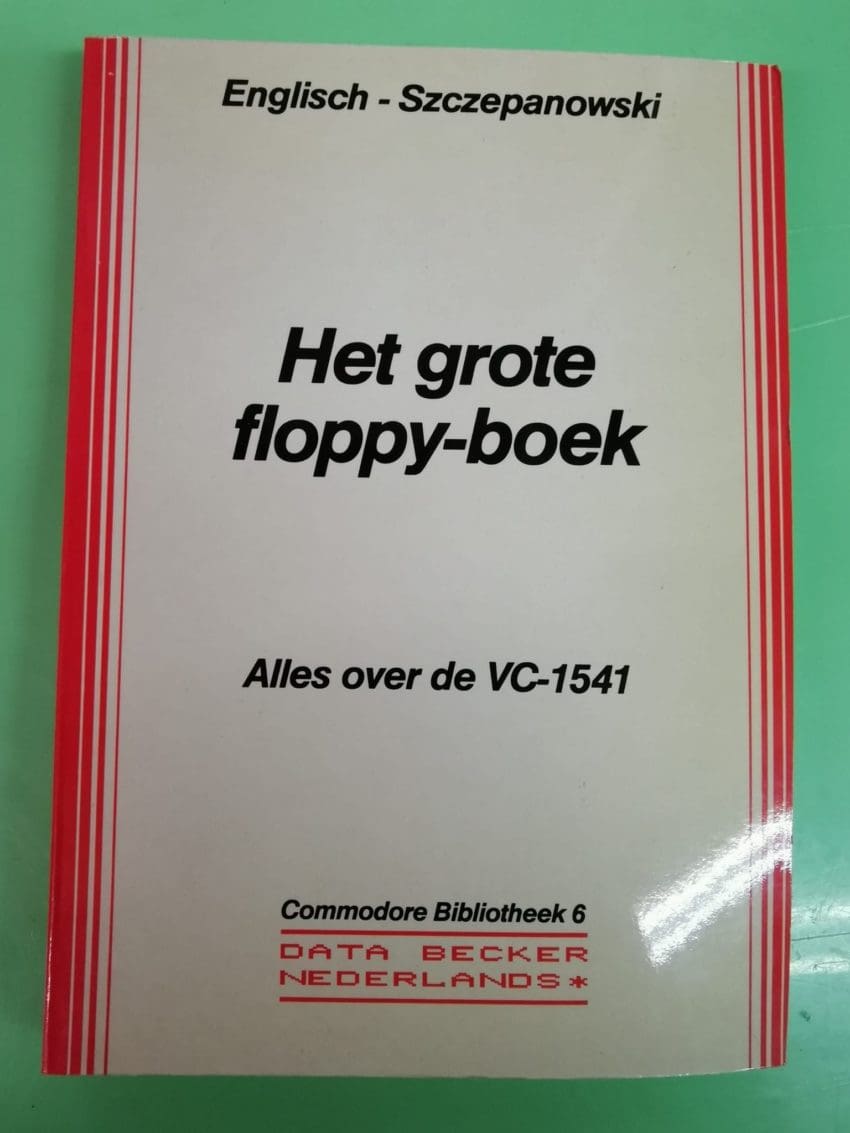 Englisch - Szczepanowski
Het grote
floppy-boek
Alles over de VC-1541
Commodore Bibliotheek 6
DATA BECKER
NEDERLANDS*